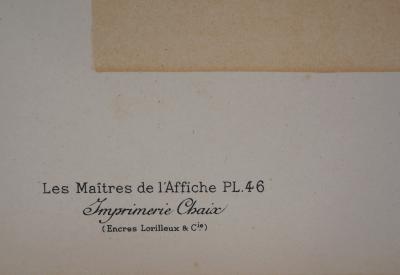 Les Maîtres de l'Affiche PL.46
Imprimerie Chaix
(Encres Lorilleux & Cie)